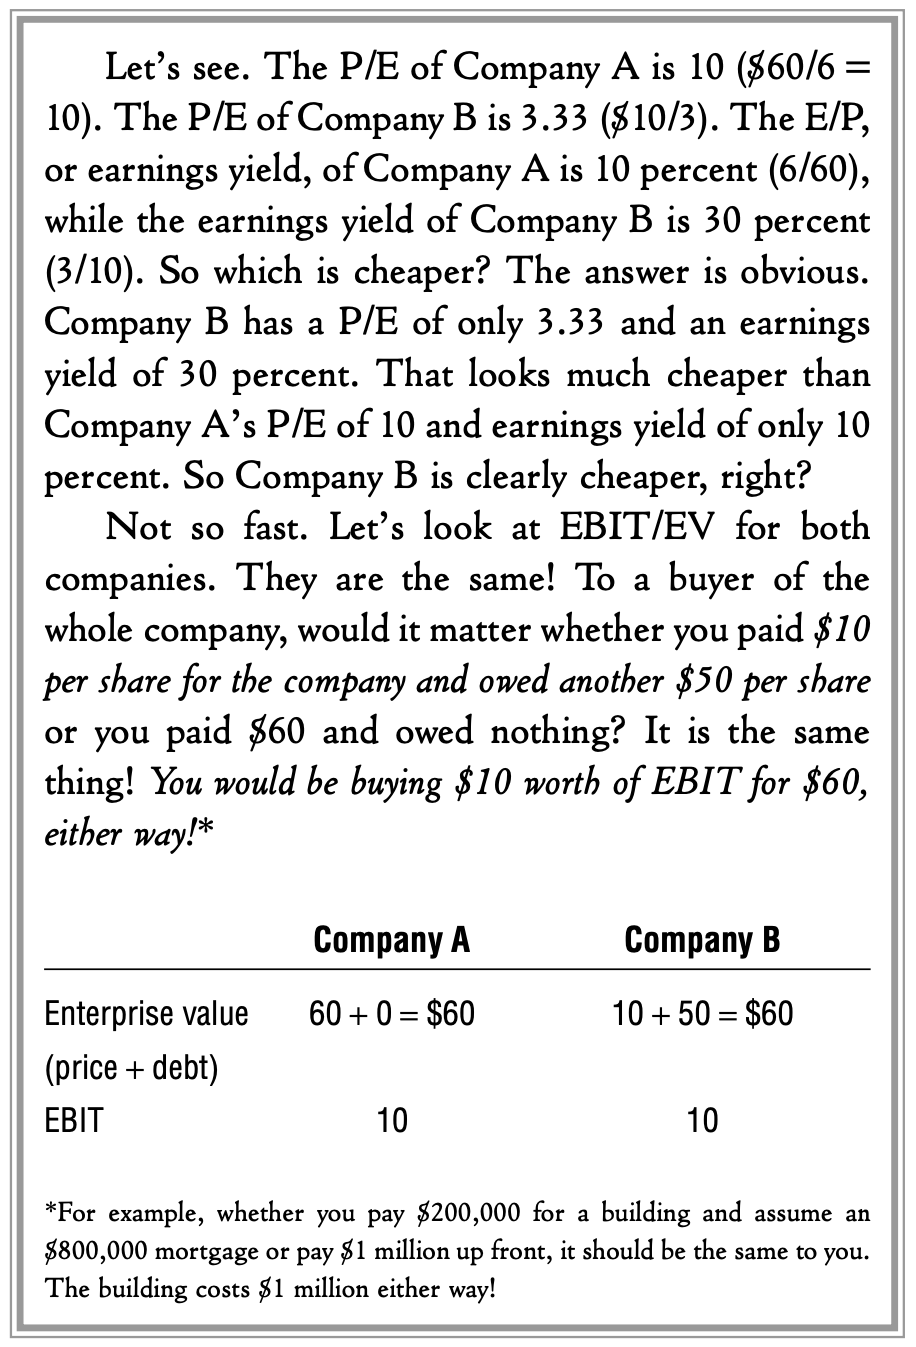 Let’s see. The P/E of Company A is 10 ($60/6 =
10). The P/E of Company B is 3.33 ($10/3). The E/P,
or earnings yield, of Company A is 10 percent (6/60),
while the earnings yield of Company B is 30 percent
(3/10). So which is cheaper? The answer is obvious.
Company B has a P/E of only 3.33 and an earnings
yield of 30 percent. That looks much cheaper than
Company A’s P/E of 10 and earnings yield of only 10
percent. So Company B is clearly cheaper, right?
Not so fast. Let’s look at EBIT/EV for both
companies. They are the same! To a buyer of the
whole company, would it matter whether you paid $10
per share for the company and owed another $50 per share
or you paid $60 and owed nothing? It is the same
thing! You would be buying $10 worth of EBIT for $60,
either way!*
Company A Company B
Enterprise value 60 + 0 = $60 10 + 50 = $60
(price + debt)
EBIT 10 10
*For example, whether you pay $200,000 for a building and assume an
$800,000 mortgage or pay $1 million up front, it should be the same to you.
The building costs $1 million either way!